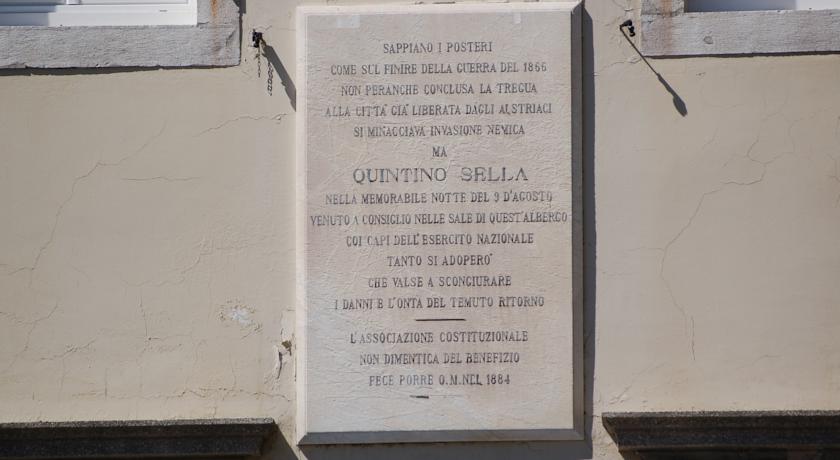 SAPPIANO I POSTERI
COME SUL FINIRE DELLA GUERRA DEL 1866
NON PERANCHE CONCLUSA LA TREGUA
ALLA CITTA' GIA' LIBERATA DAGLI AUSTRIACI
SI MINACCIAVA INVASIONE NEMICA
MA
QUINTINO SELLA
NELLA MEMORABILE NOTTE DEL 9 D'AGOSTO
VENUTO A CONSIGLIO NELLE SALE DI QUEST'ALBERGO
COI CAPI DELL'ESERCITO NAZIONALE
TANTO SI ADOPERO'
CHE VALSE A SCONGIURARE
I DANNI E L'ONTA DEL TEMUTO RITORNO
L'ASSOCIAZIONE COSTITUZIONALE
NON DIMENTICA DEL BENEFIZIO
FECE PORRE Q.M. NEL 1884